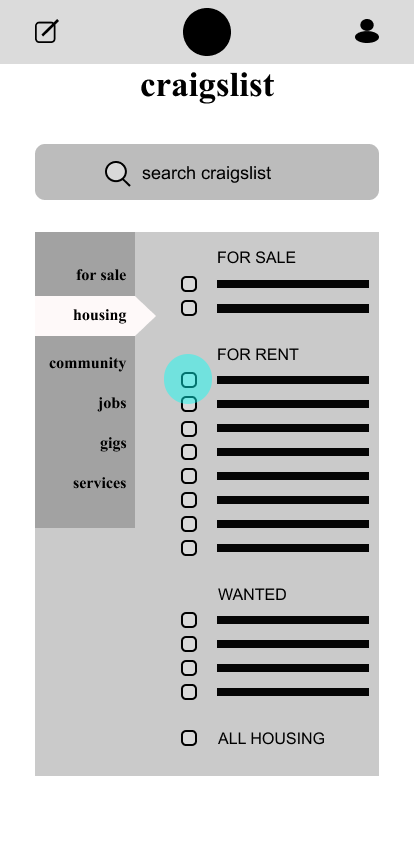 craigslist
search craigslist
for sale
housing
community
jobs
gigs
services
FOR SALE
FOR RENT
WANTED
ALL HOUSING